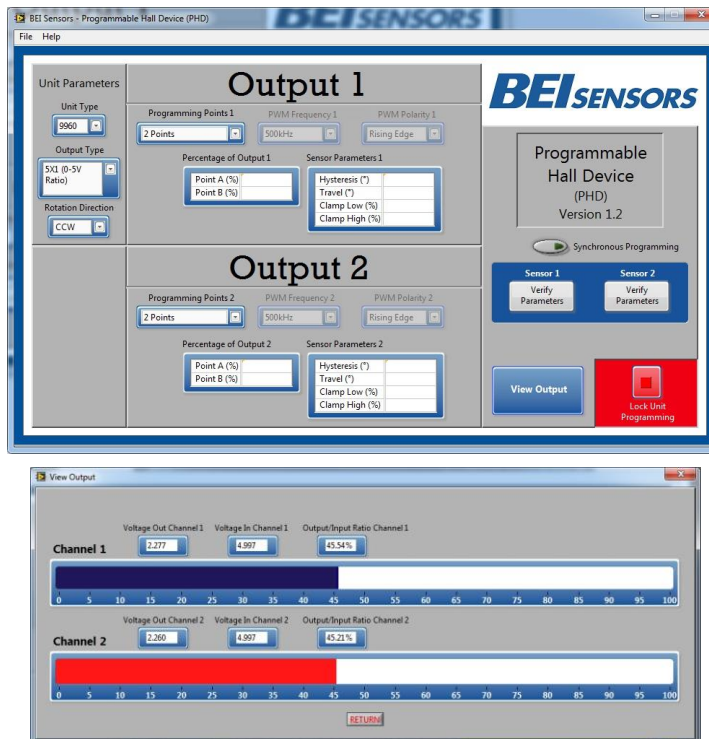 BEI Sensors - Programmable Hall Device (PHD)
BEI SENSORS
File Help
Unit Parameters
Unit Type
9960
Output Type
5X1 (0-5V
Ratio)
Rotation Direction
CCW
Output 1
Programming Points 1 PWM Frequency 1 PWM Polarity 1
2 Points 500kHz Rising Edge
Percentage of Output 1 Sensor Parameters 1
Point A (%)
Point B (%)
Hysteresis (°)
Travel (°)
Clamp Low (%)
Clamp High (%)
Output 2
Programming Points 2 PWM Frequency 2 PWM Polarity 2
2 Points 500kHz Rising Edge
Percentage of Output 2 Sensor Parameters 2
Point A (%)
Point B (%)
Hysteresis (°)
Travel (°)
Clamp Low (%)
Clamp High (%)
BEI SENSORS
Programmable
Hall Device
(PHD)
Version 1.2
Synchronous Programming
Sensor 1 Sensor 2
Verify
Parameters
Verify
Parameters
View Output
Lock Unit
Programming
View Output
Voltage Out Channel 1 Voltage In Channel 1 Output/Input Ratio Channel 1
Channel 1 2.277 4.997 45.54%
0 5 10 15 20 25 30 35 40 45 50 55 60 65 70 75 80 85 90 95 100
Voltage Out Channel 2 Voltage In Channel 2 Output/Input Ratio Channel 2
Channel 2 2.260 4.997 45.21%
0 5 10 15 20 25 30 35 40 45 50 55 60 65 70 75 80 85 90 95 100
RETURN